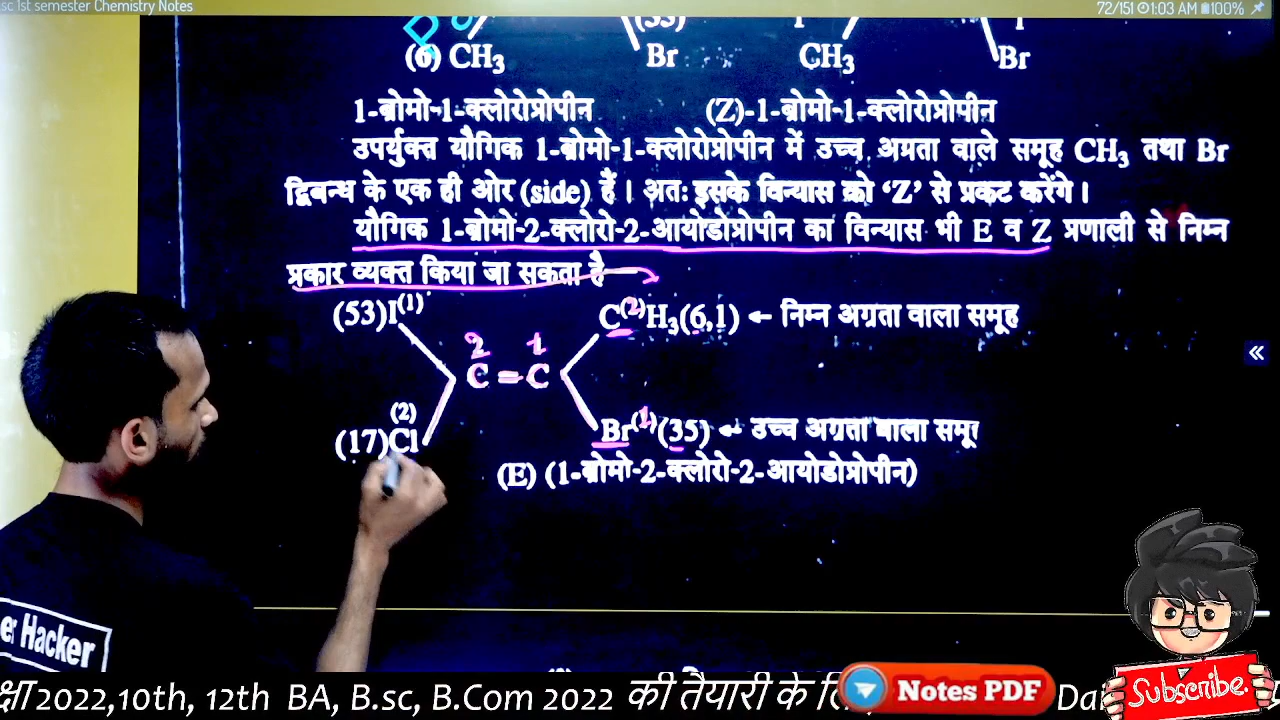 sc 1st semester Chemistry Notes
72/151 1:03 AM 100%
(6) CH₃
Br
CH₃
Br
1-ब्रोमो-1-क्लोरोप्रोपीन
(Z)-1-ब्रोमो-1-क्लोरोप्रोपीन
उपर्युक्त यौगिक 1-ब्रोमो-1-क्लोरोप्रोपीन में उच्च अग्रता वाले समूह CH₃ तथा Br
द्विबन्ध के एक ही ओर (side) हैं। अतः इसके विन्यास को ‘Z’ से प्रकट करेंगे।
यौगिक 1-ब्रोमो-2-क्लोरो-2-आयोडोप्रोपीन का विन्यास भी E व Z प्रणाली से निम्न
प्रकार व्यक्त किया जा सकता है
(53)I⁽¹⁾
C⁽²⁾H₃(6,1) ← निम्न अग्रता वाला समूह
2 1
C = C
(2)
(17)Cl
Br⁽¹⁾(35) ← उच्च अग्रता वाला समू
(E) (1-ब्रोमो-2-क्लोरो-2-आयोडोप्रोपीन)
er Hacker
क्षा 2022,10th, 12th BA, B.sc, B.Com 2022 की तैयारी के लि
Notes PDF
Da
Subscribe.